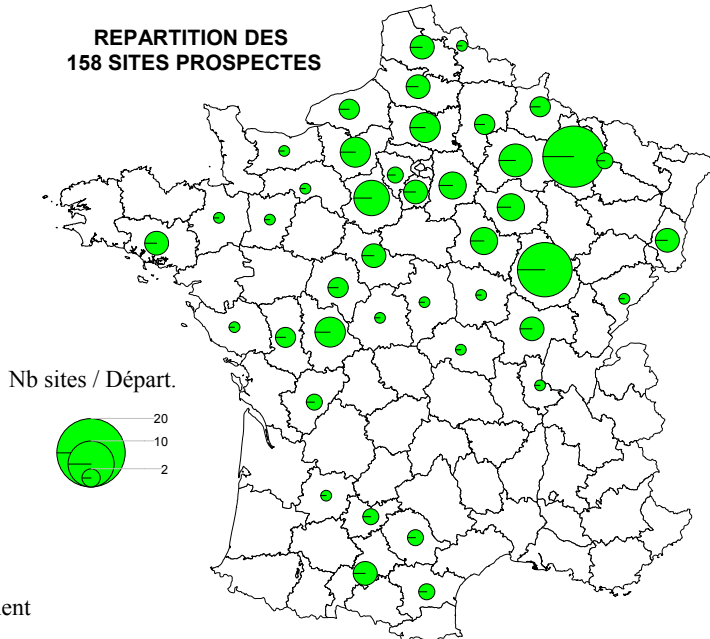 REPARTITION DES
158 SITES PROSPECTES
Nb sites / Départ.
20
10
2